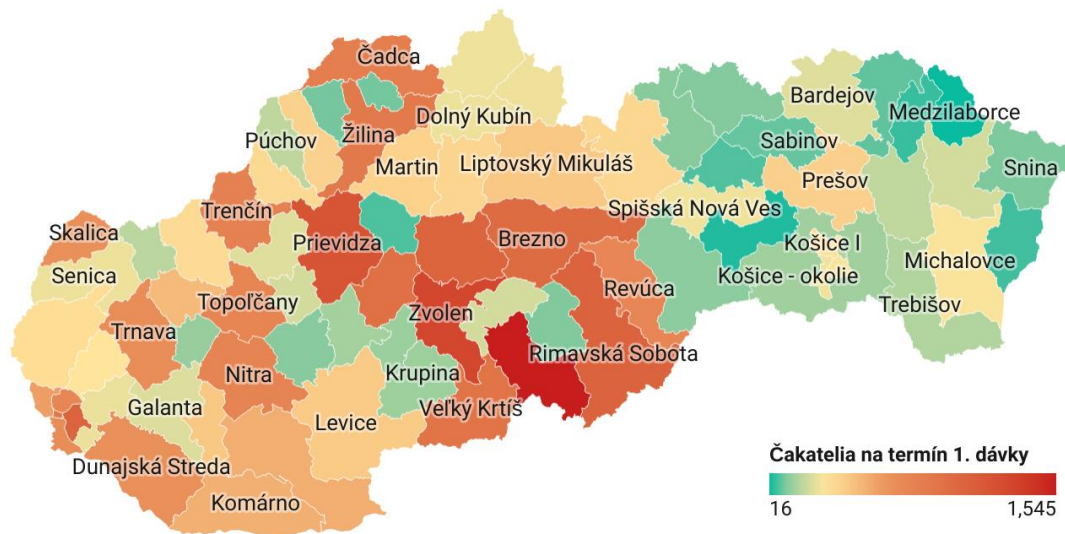 Čadca
Bardejov
Medzilaborce
Dolný Kubín
Žilina
Púchov
Sabinov
Martin
Liptovský Mikuláš
Snina
Prešov
Trenčín
Spišská Nová Ves
Skalica
Prievidza
Brezno
Košice I
Senica
Michalovce
Košice - okolie
Revúca
Topoľčany
Trebišov
Zvolen
Trnava
Rimavská Sobota
Nitra
Krupina
Galanta
Veľký Krtíš
Levice
Čakatelia na termín 1. dávky
Dunajská Streda
Komárno
16
1,545